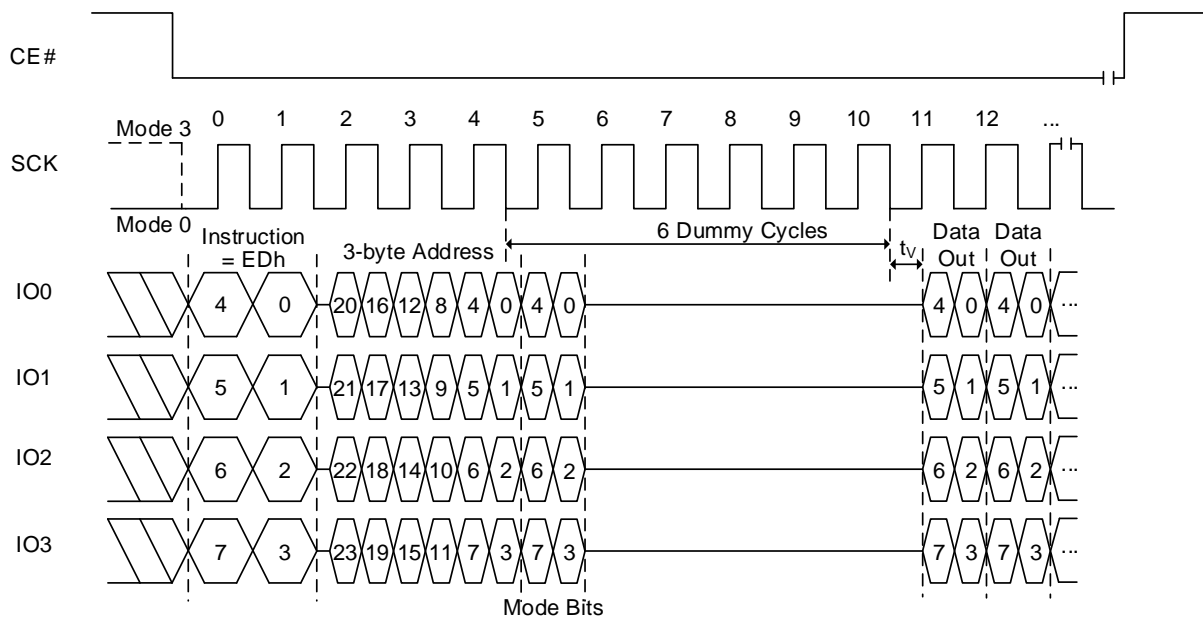 CE#
0 1 2 3 4 5 6 7 8 9 10 11 12 ...
Mode 3
SCK
Mode 0
Instruction
= EDh
3-byte Address
6 Dummy Cycles
tV
Data
Out
Data
Out
IO0 4 0 20 16 12 8 4 0 4 0 4 0 4 0 ...
IO1 5 1 21 17 13 9 5 1 5 1 5 1 5 1 ...
IO2 6 2 22 18 14 10 6 2 6 2 6 2 6 2 ...
IO3 7 3 23 19 15 11 7 3 7 3 7 3 7 3 ...
Mode Bits